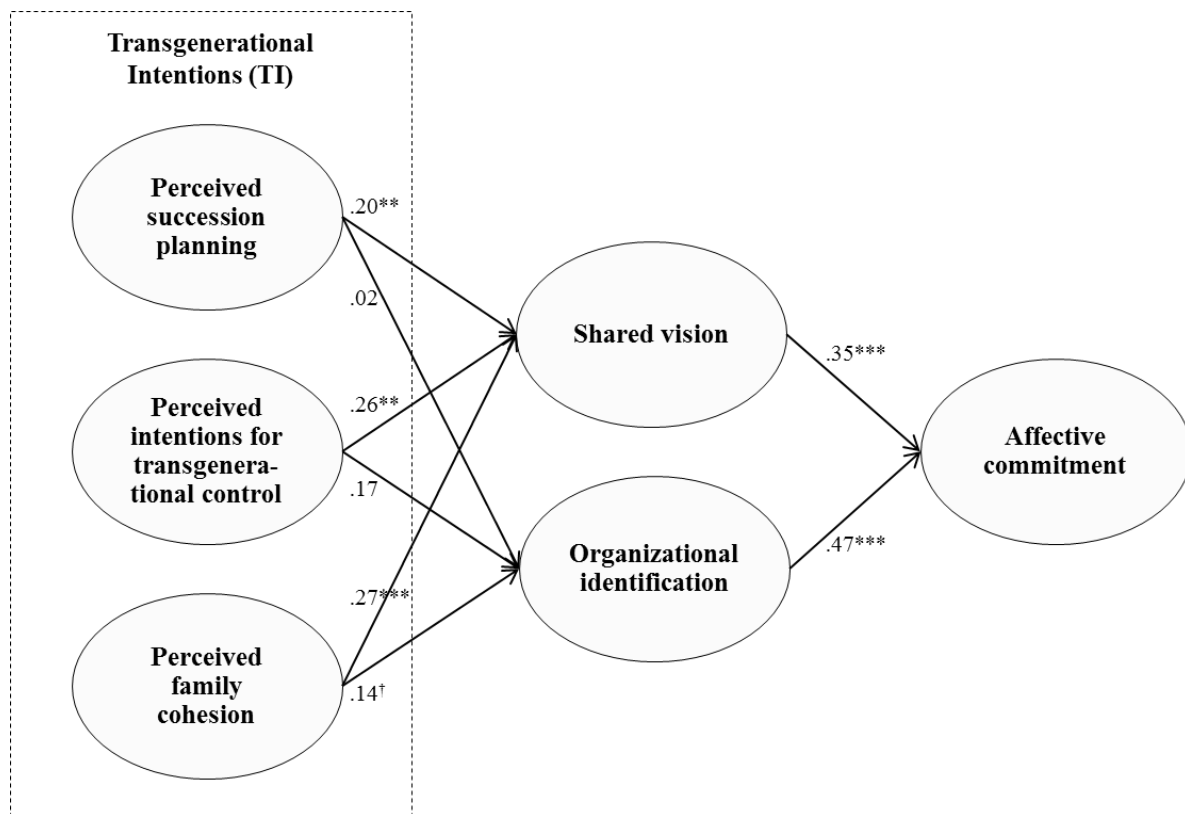 Transgenerational
Intentions (TI)
Perceived
succession
planning
.20**
.02
Shared vision
.35***
Perceived
intentions for
transgenera-
tional control
.26**
.17
Affective
commitment
Organizational
identification
.47***
Perceived
family
cohesion
.27***
.14†